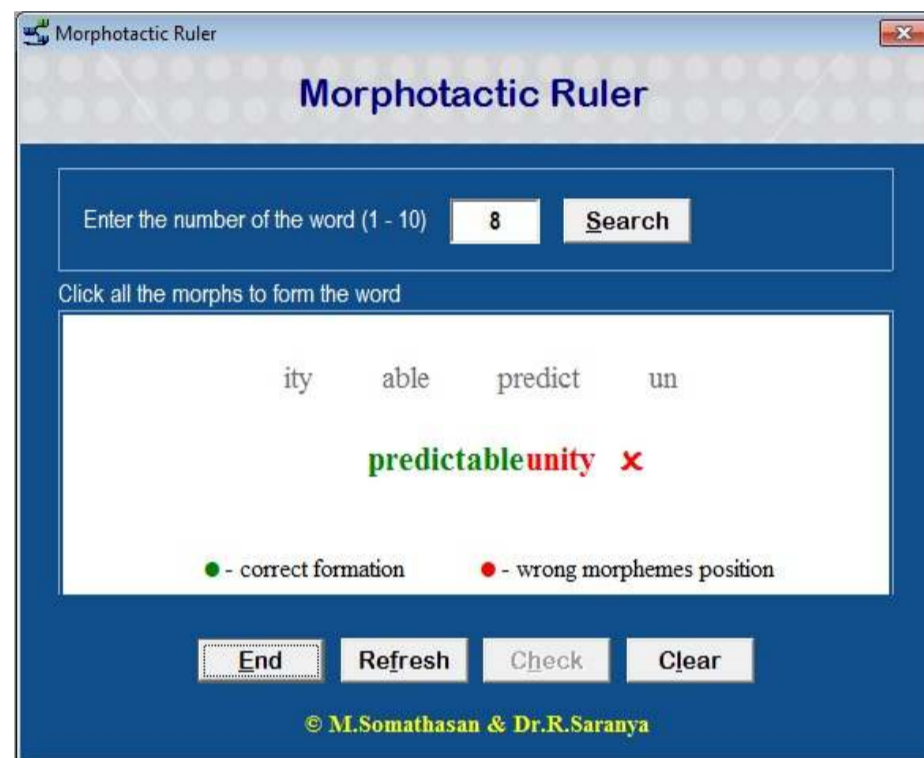 Morphotactic Ruler
Morphotactic Ruler
Enter the number of the word (1 - 10) 8 Search
Click all the morphs to form the word
ity able predict un
predictableunity ×
- correct formation - wrong morphemes position
End Refresh Check Clear
© M.Somathasan & Dr.R.Saranya